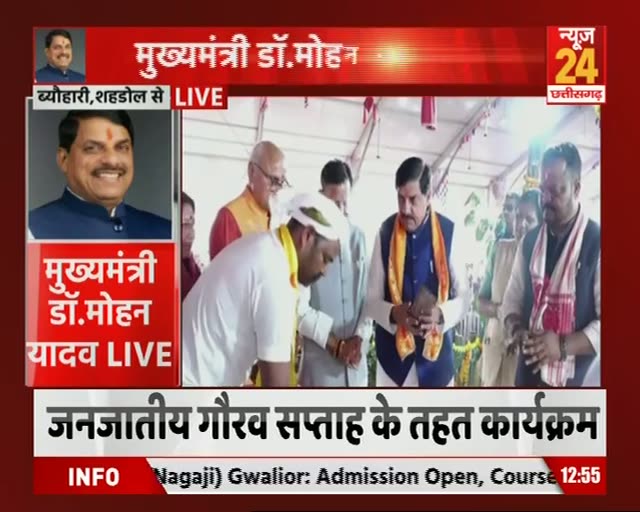 मुख्यमंत्री डॉ.मोहन
न्यूज
24
छत्तीसगढ़
ब्यौहारी,शहडोल से
LIVE
मुख्यमंत्री
डॉ.मोहन
यादव LIVE
जनजातीय गौरव सप्ताह के तहत कार्यक्रम
INFO
(Nagaji) Gwalior: Admission Open, Course
12:55